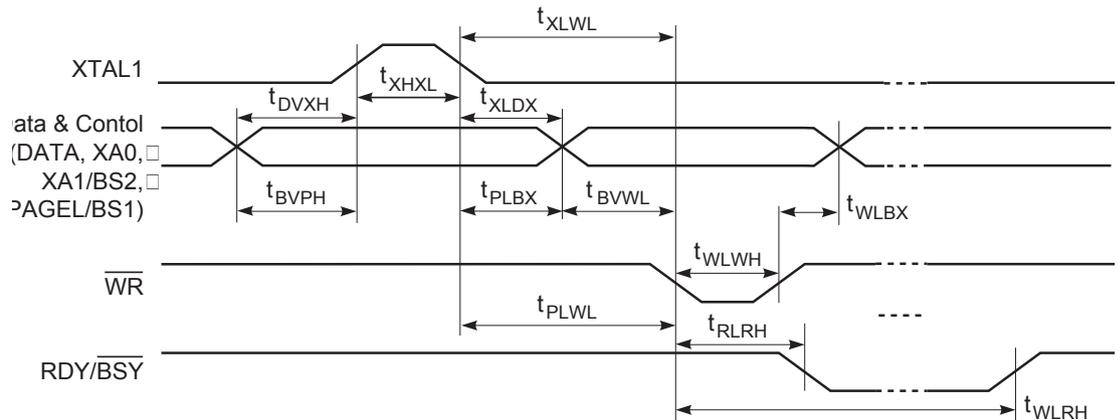 tXLWL
XTAL1
tXHXL
tDVXH
tXLDX
ata & Contol
(DATA, XA0,
XA1/BS2,
PAGEL/BS1)
tBVPH
tPLBX
tBVWL
tWLBX
tWLWH
WR
tPLWL
tRLRH
RDY/BSY
tWLRH